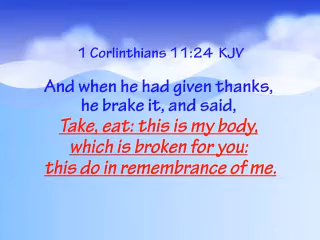 1 Corlinthians 11:24 KJV
And when he had given thanks,
he brake it, and said,
Take, eat: this is my body,
which is broken for you:
this do in remembrance of me.